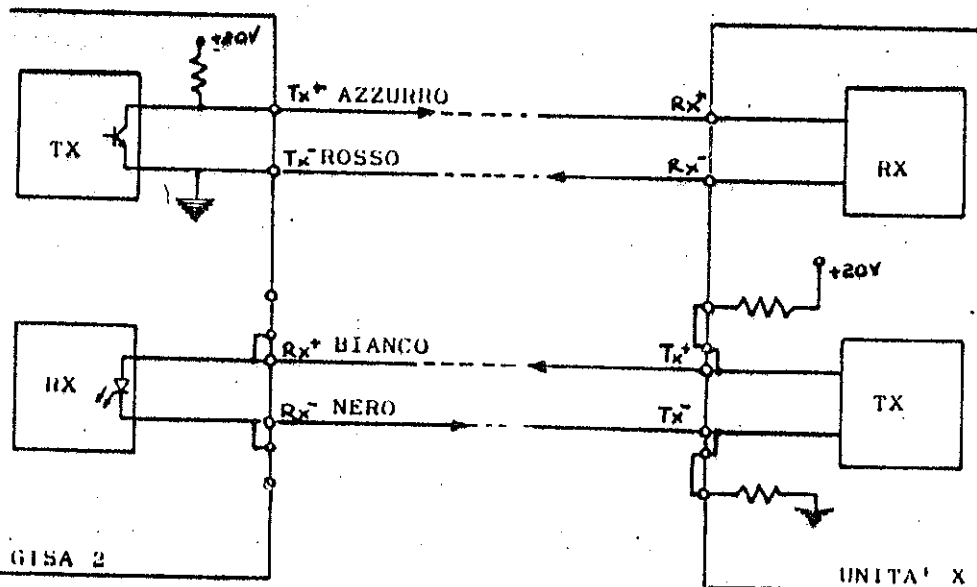 +20V
Tx+ AZZURRO
Rx+
TX
Tx- ROSSO
Rx-
RX
+20V
Rx+ BIANCO
Tx+
RX
Rx- NERO
Tx-
TX
GISA 2
UNITA' X